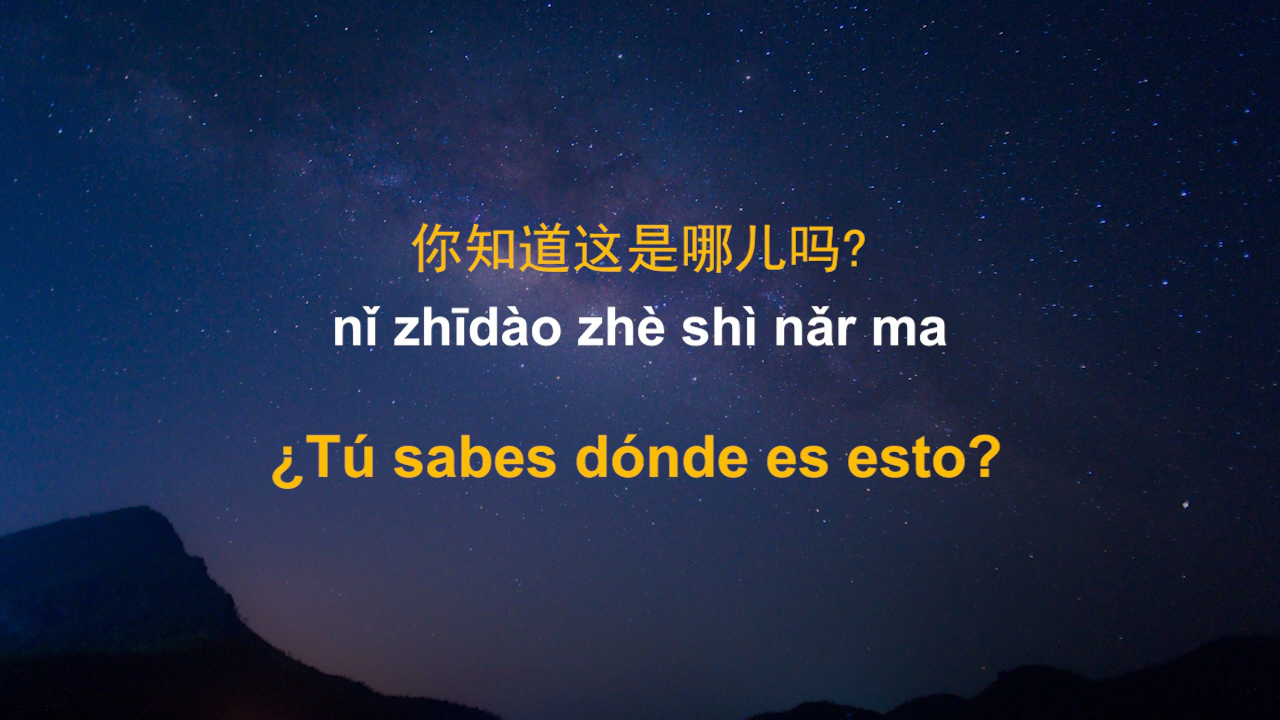 你知道这是哪儿吗?
nǐ zhīdào zhè shì nǎr ma
¿Tú sabes dónde es esto?